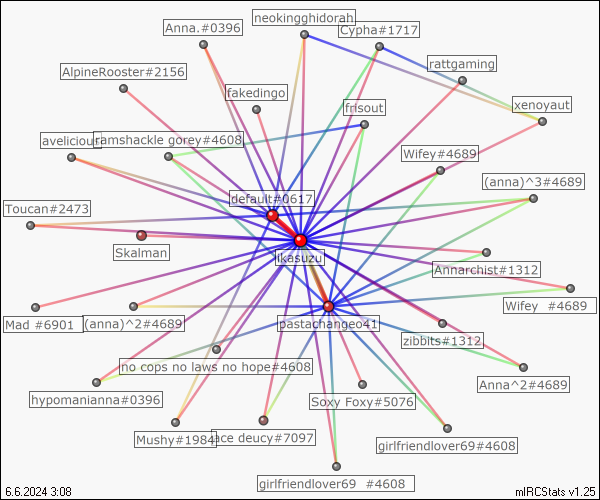 neokingghidorah
Anna.#0396
Cypha#1717
rattgaming
AlpineRooster#2156
fakedingo
frisout
xenoyaut
avelicious
ramshackle gorey#4608
Wifey#4689
(anna)^3#4689
default#0617
Toucan#2473
Skalman
ikasuzu
Annarchist#1312
Wifey #4689
Mad #6901
(anna)^2#4689
pastachangeo41
zibbits#1312
no cops no laws no hope#4608
Anna^2#4689
hypomanianna#0396
Soxy Foxy#5076
Mushy#1984
ace deucy#7097
girlfriendlover69#4608
girlfriendlover69 #4608
6.6.2024 3:08
mIRCStats v1.25